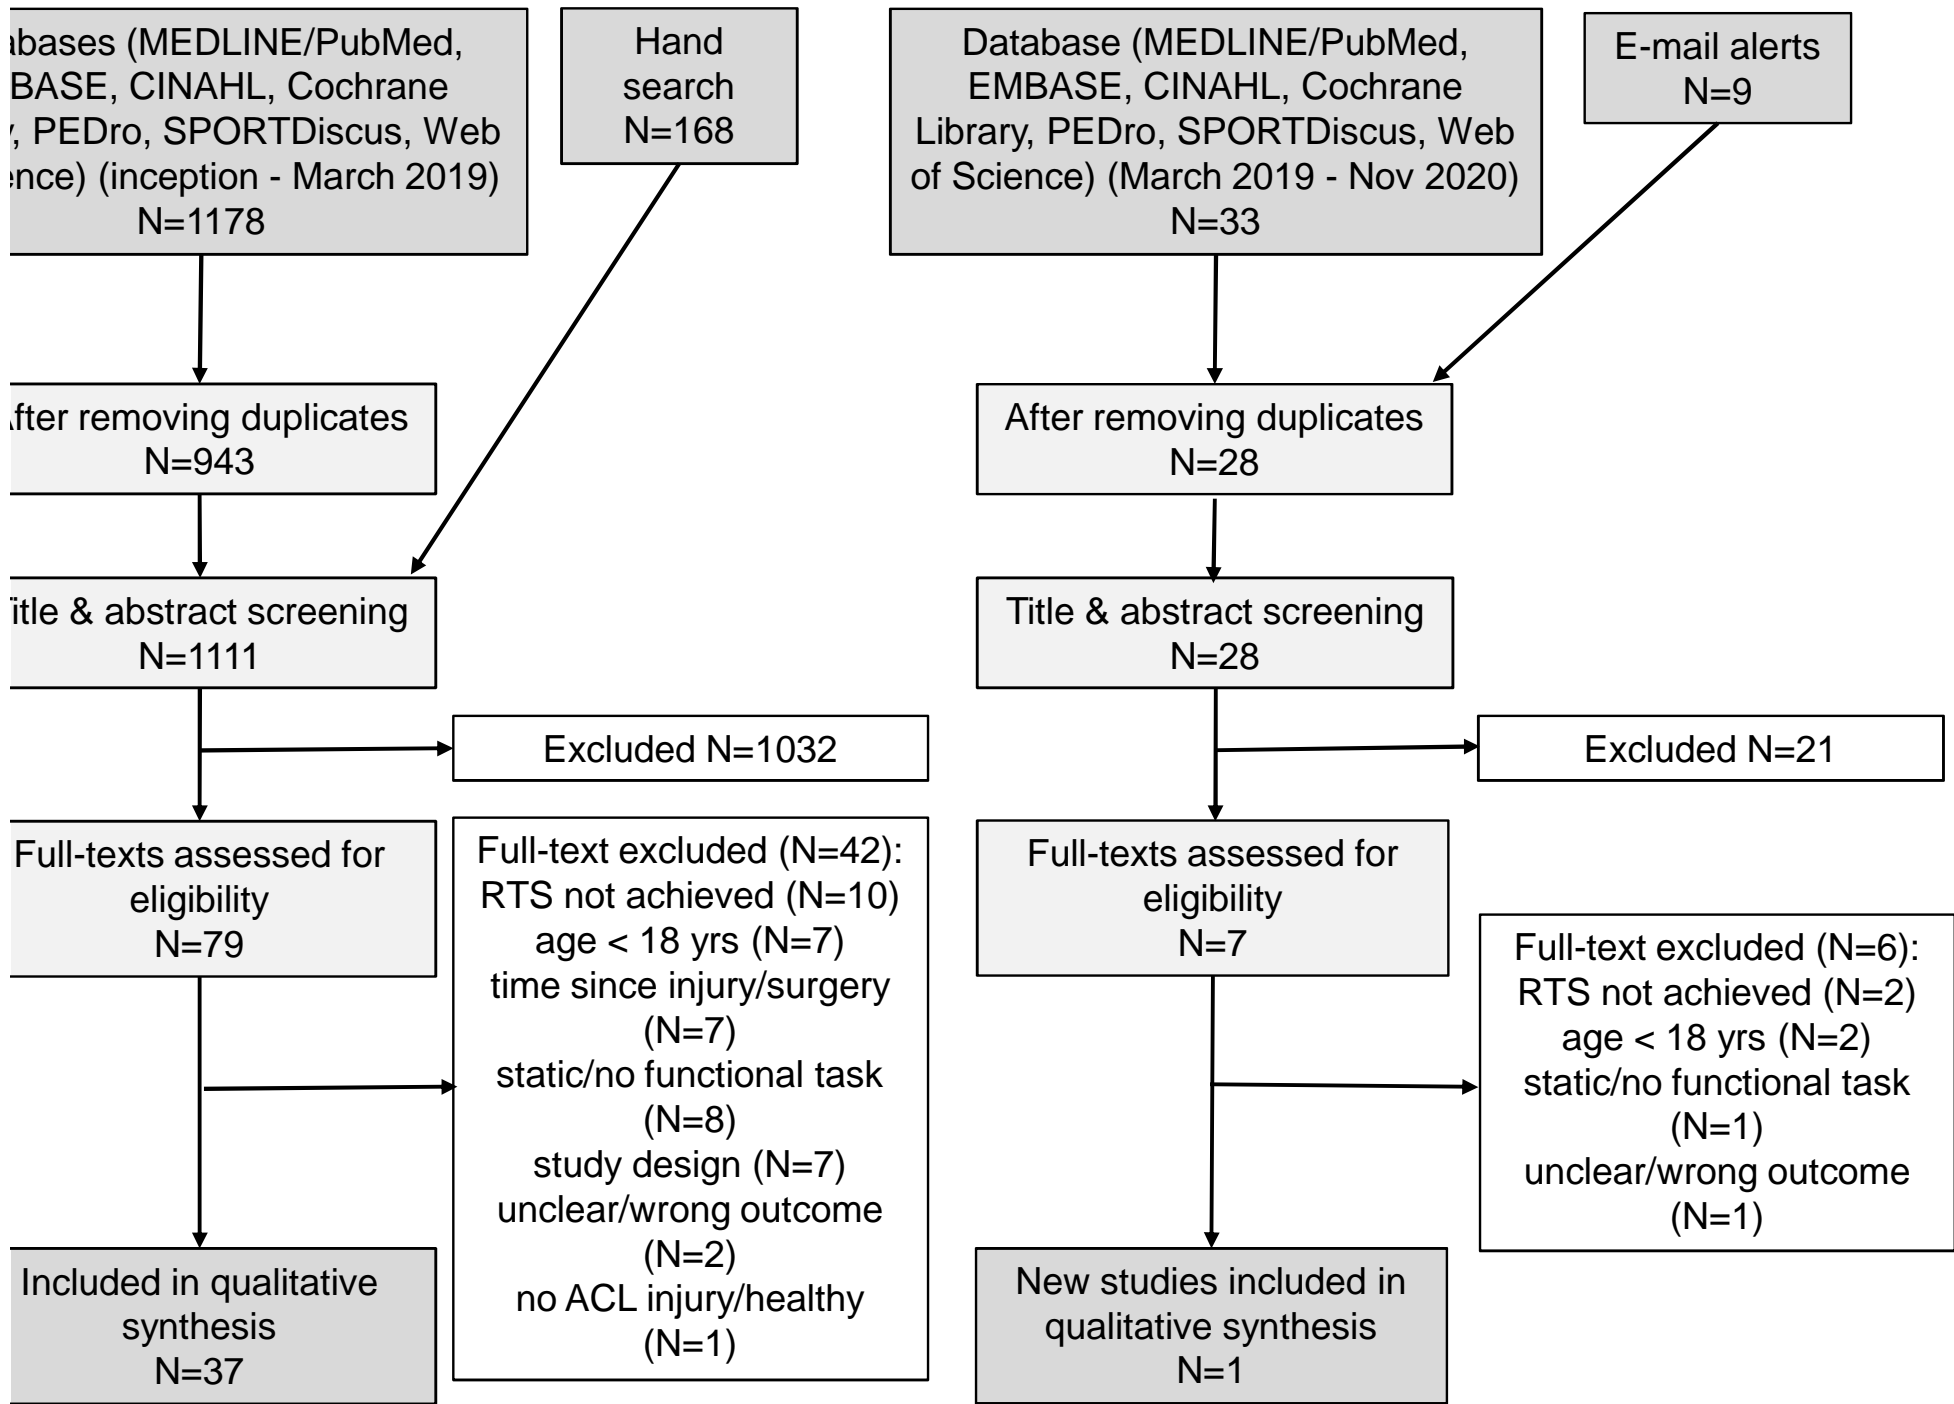 abases (MEDLINE/PubMed,
BASE, CINAHL, Cochrane
, PEDro, SPORTDiscus, Web
ence) (inception - March 2019)
N=1178
Hand
search
N=168
After removing duplicates
N=943
Title & abstract screening
N=1111
Excluded N=1032
Full-texts assessed for
eligibility
N=79
Full-text excluded (N=42):
RTS not achieved (N=10)
age < 18 yrs (N=7)
time since injury/surgery
(N=7)
static/no functional task
(N=8)
study design (N=7)
unclear/wrong outcome
(N=2)
no ACL injury/healthy
(N=1)
Included in qualitative
synthesis
N=37
Database (MEDLINE/PubMed,
EMBASE, CINAHL, Cochrane
Library, PEDro, SPORTDiscus, Web
of Science) (March 2019 - Nov 2020)
N=33
E-mail alerts
N=9
After removing duplicates
N=28
Title & abstract screening
N=28
Excluded N=21
Full-texts assessed for
eligibility
N=7
Full-text excluded (N=6):
RTS not achieved (N=2)
age < 18 yrs (N=2)
static/no functional task
(N=1)
unclear/wrong outcome
(N=1)
New studies included in
qualitative synthesis
N=1